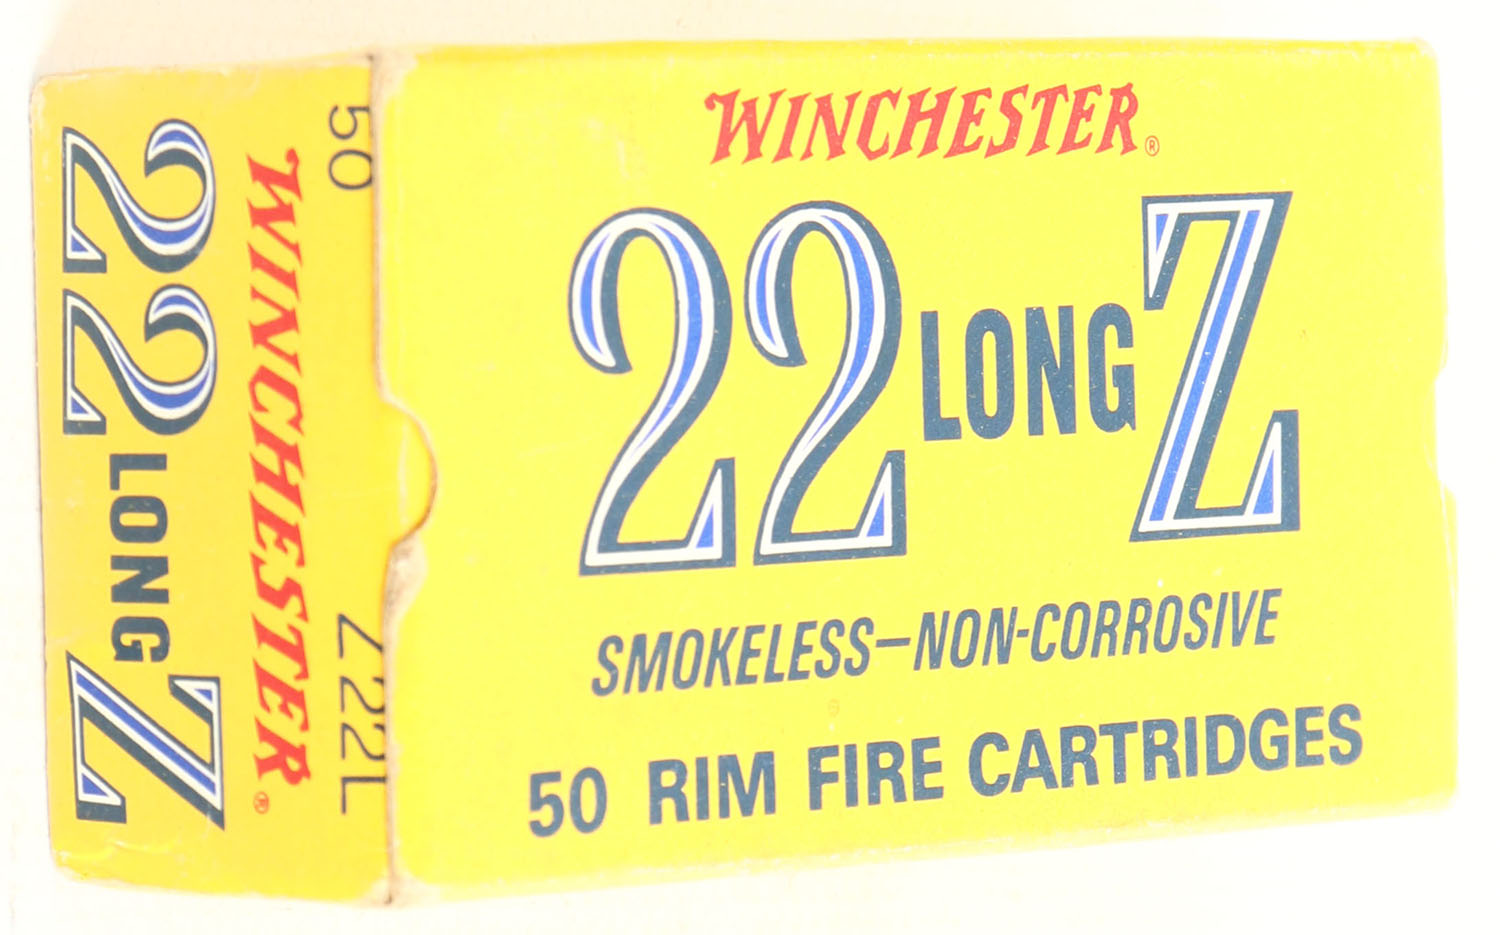 WINCHESTER®
22 LONG Z
SMOKELESS—NON-CORROSIVE
50 RIM FIRE CARTRIDGES
50 Z22L
WINCHESTER®
22 LONG Z